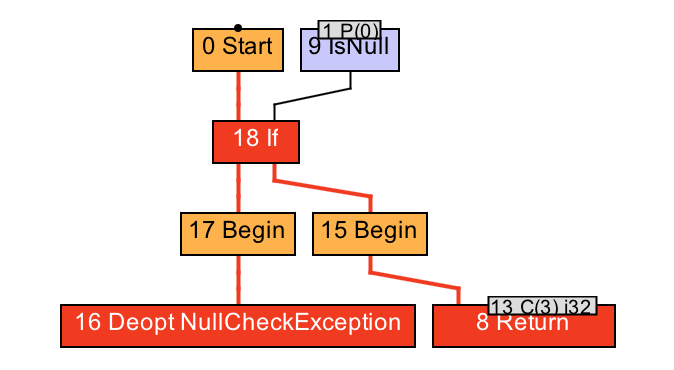 1 P(0)
0 Start
9 IsNull
18 If
17 Begin
15 Begin
13 C(3) i32
16 Deopt NullCheckException
8 Return